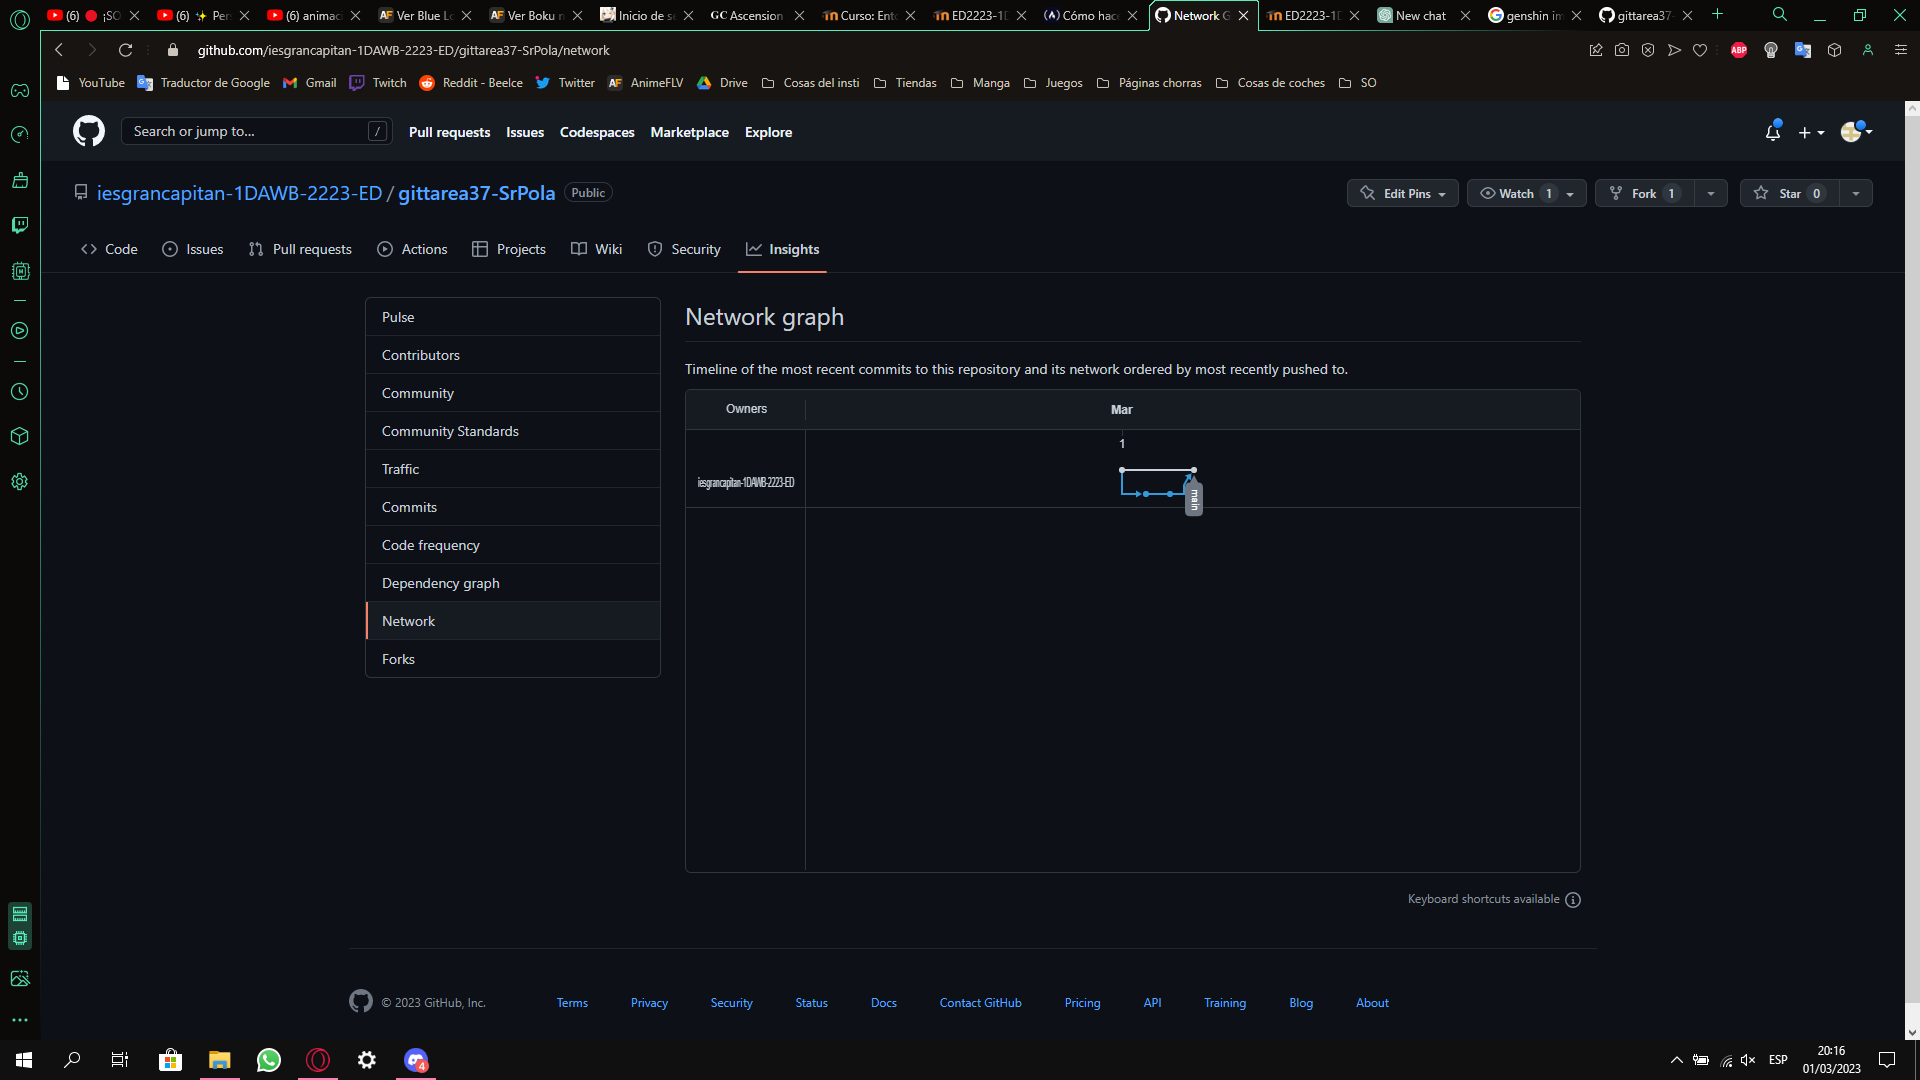 (6) 🔴 ¡SO
(6) ✨ Per
(6) animac
Ver Blue L
Ver Boku n
Inicio de se
GC Ascension
Curso: Ento
ED2223-1D
Cómo hace
Network G
ED2223-1D
New chat
genshin im
gittarea37-
github.com/iesgrancapitan-1DAWB-2223-ED/gittarea37-SrPola/network
ABP
YouTube
Traductor de Google
Gmail
Twitch
Reddit - Beelce
Twitter
AF AnimeFLV
Drive
Cosas del insti
Tiendas
Manga
Juegos
Páginas chorras
Cosas de coches
SO
Search or jump to... /
Pull requests
Issues
Codespaces
Marketplace
Explore
iesgrancapitan-1DAWB-2223-ED / gittarea37-SrPola Public
Edit Pins
Watch 1
Fork 1
Star 0
Code
Issues
Pull requests
Actions
Projects
Wiki
Security
Insights
Pulse
Contributors
Community
Community Standards
Traffic
Commits
Code frequency
Dependency graph
Network
Forks
Network graph
Timeline of the most recent commits to this repository and its network ordered by most recently pushed to.
Owners
Mar
1
iesgrancapitan-1DAWB-2223-ED
main
Keyboard shortcuts available
© 2023 GitHub, Inc.
Terms
Privacy
Security
Status
Docs
Contact GitHub
Pricing
API
Training
Blog
About
4
ESP
20:16
01/03/2023